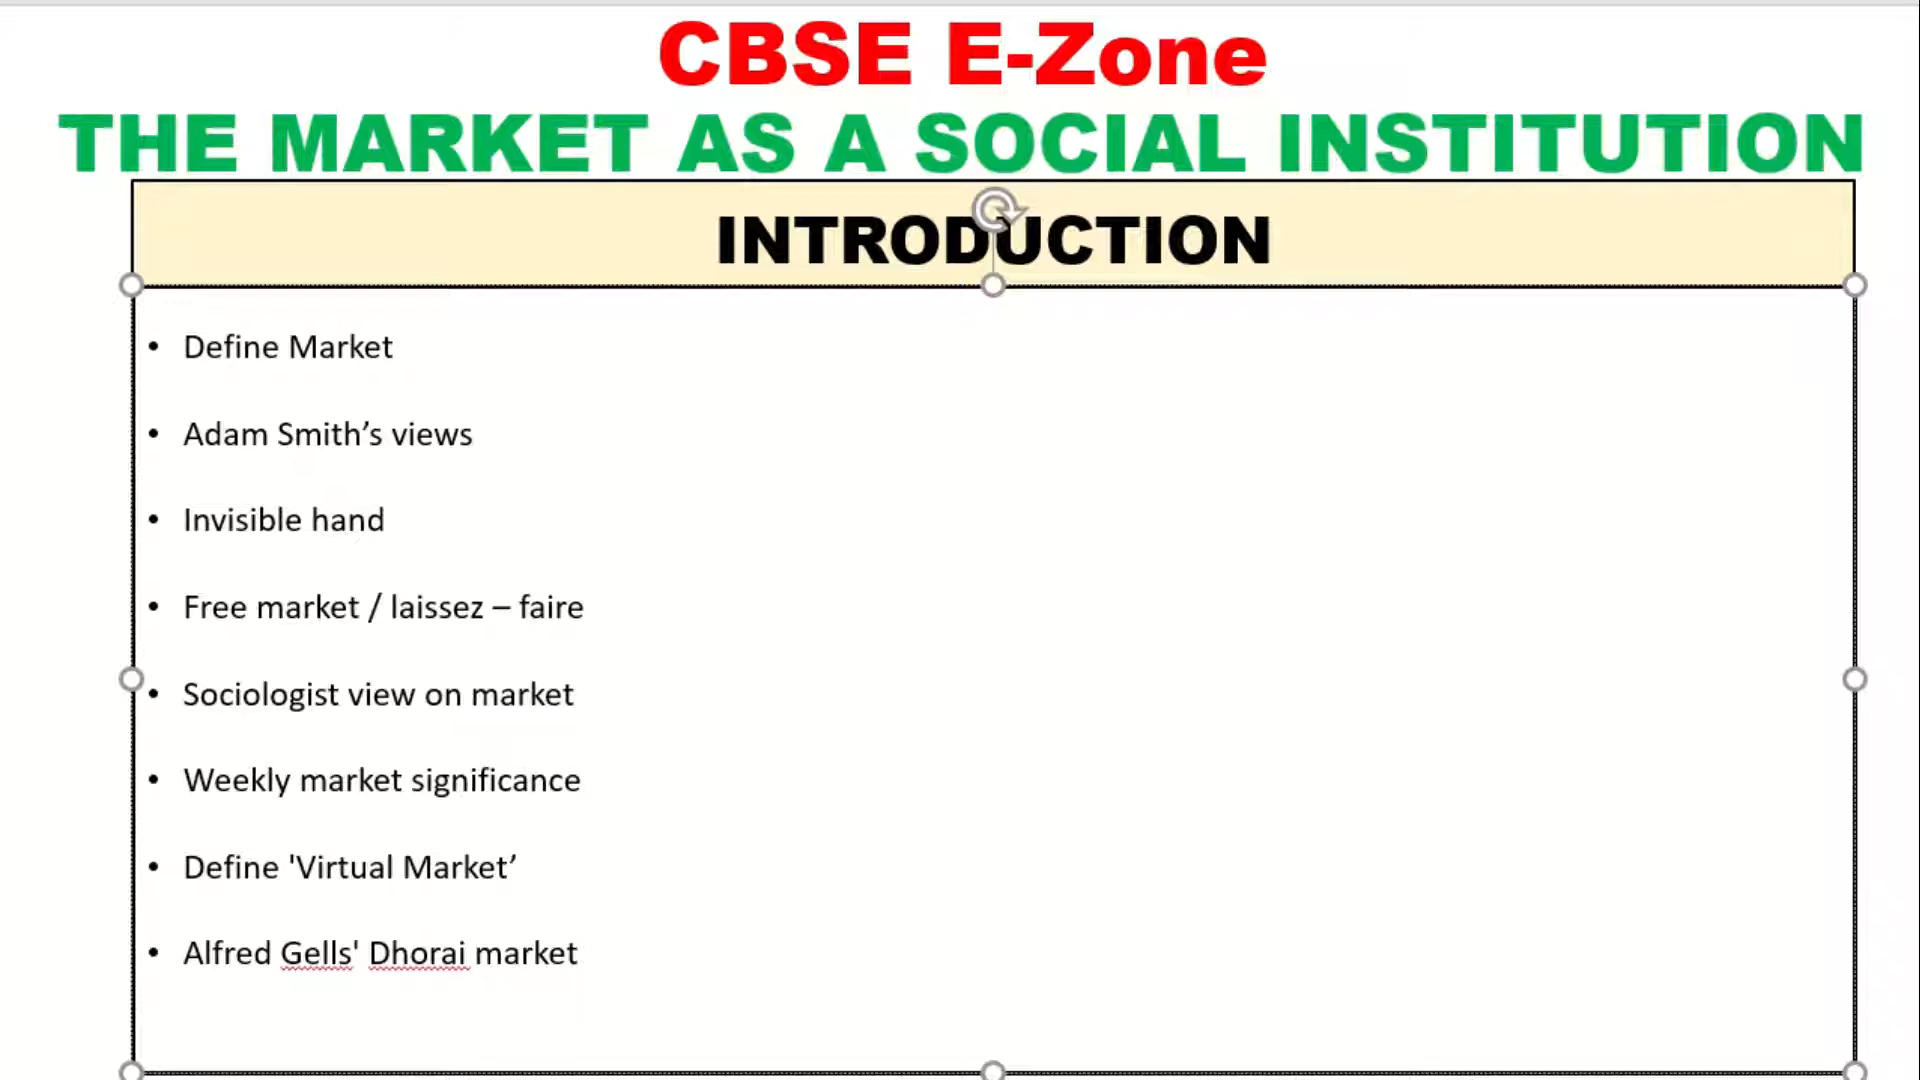 CBSE E-Zone
THE MARKET AS A SOCIAL INSTITUTION
INTRODUCTION
• Define Market
• Adam Smith’s views
• Invisible hand
• Free market / laissez – faire
• Sociologist view on market
• Weekly market significance
• Define 'Virtual Market’
• Alfred Gells' Dhorai market